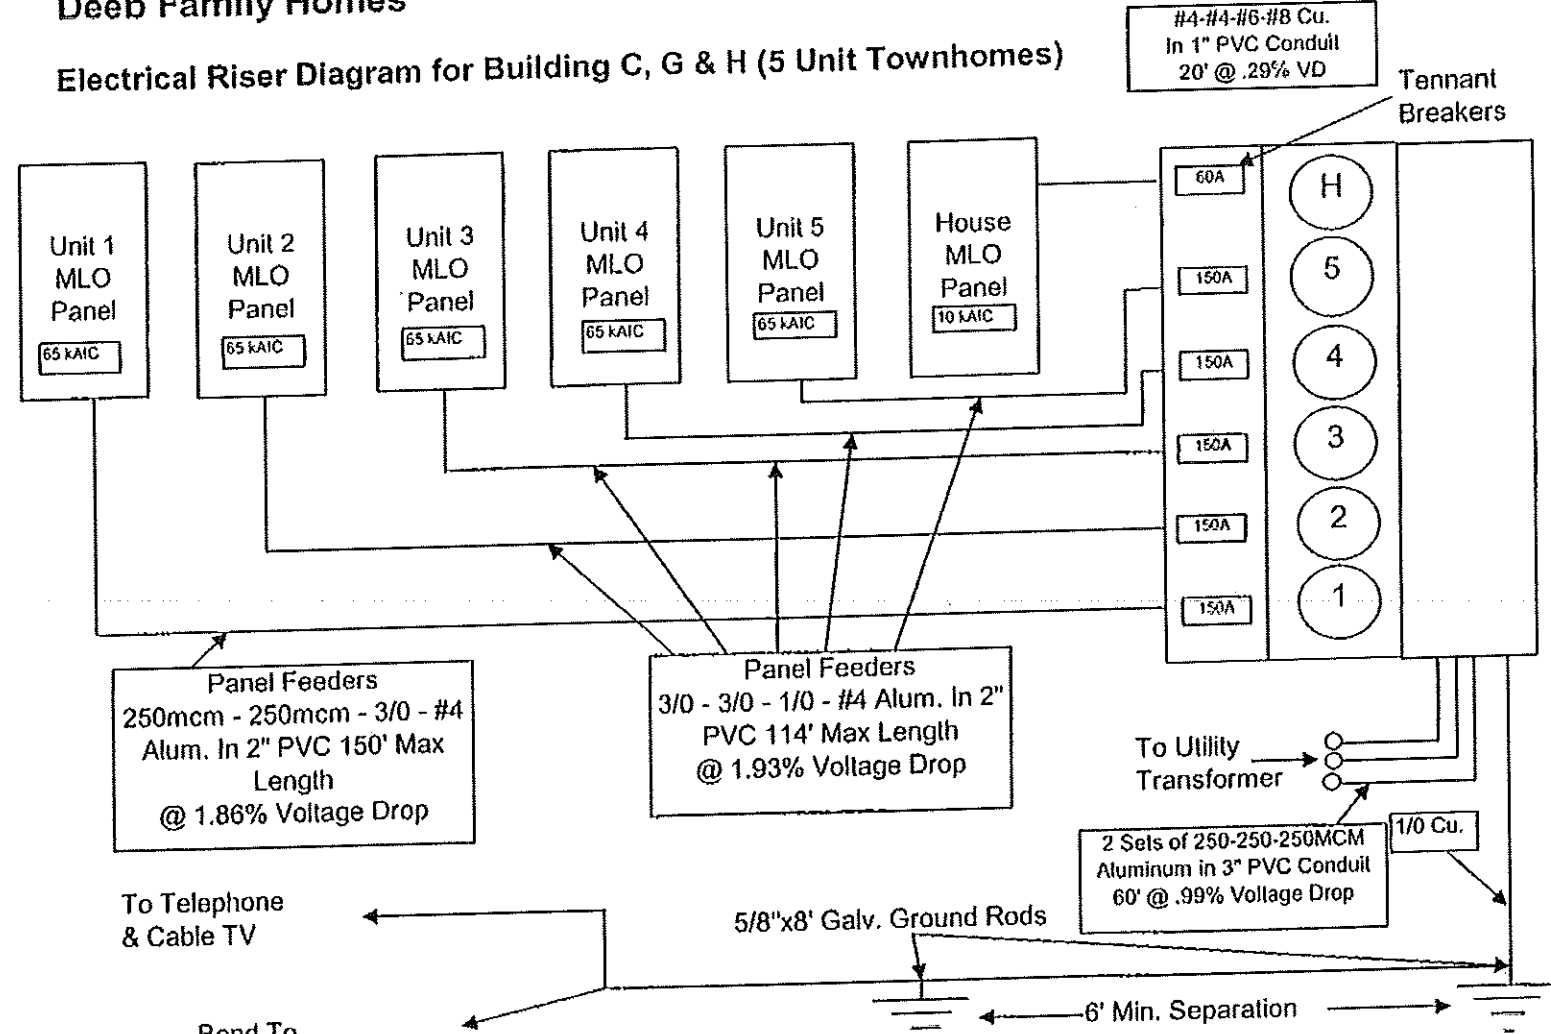 Deeb Family Homes
Electrical Riser Diagram for Building C, G & H (5 Unit Townhomes)
#4-#4-#6-#8 Cu.
In 1" PVC Conduit
20' @ .29% VD
Tennant
Breakers
Unit 1
MLO
Panel
65 kAIC
Unit 2
MLO
Panel
65 kAIC
Unit 3
MLO
Panel
65 kAIC
Unit 4
MLO
Panel
65 kAIC
Unit 5
MLO
Panel
65 kAIC
House
MLO
Panel
10 kAIC
60A
H
150A
5
150A
4
150A
3
150A
2
150A
1
Panel Feeders
250mcm - 250mcm - 3/0 - #4
Alum. In 2" PVC 150' Max
Length
@ 1.86% Voltage Drop
Panel Feeders
3/0 - 3/0 - 1/0 - #4 Alum. In 2"
PVC 114' Max Length
@ 1.93% Voltage Drop
To Utility
Transformer
2 Sets of 250-250-250MCM
Aluminum in 3" PVC Conduit
60' @ .99% Voltage Drop
1/0 Cu.
To Telephone
& Cable TV
5/8"x8' Galv. Ground Rods
6' Min. Separation
Bond To